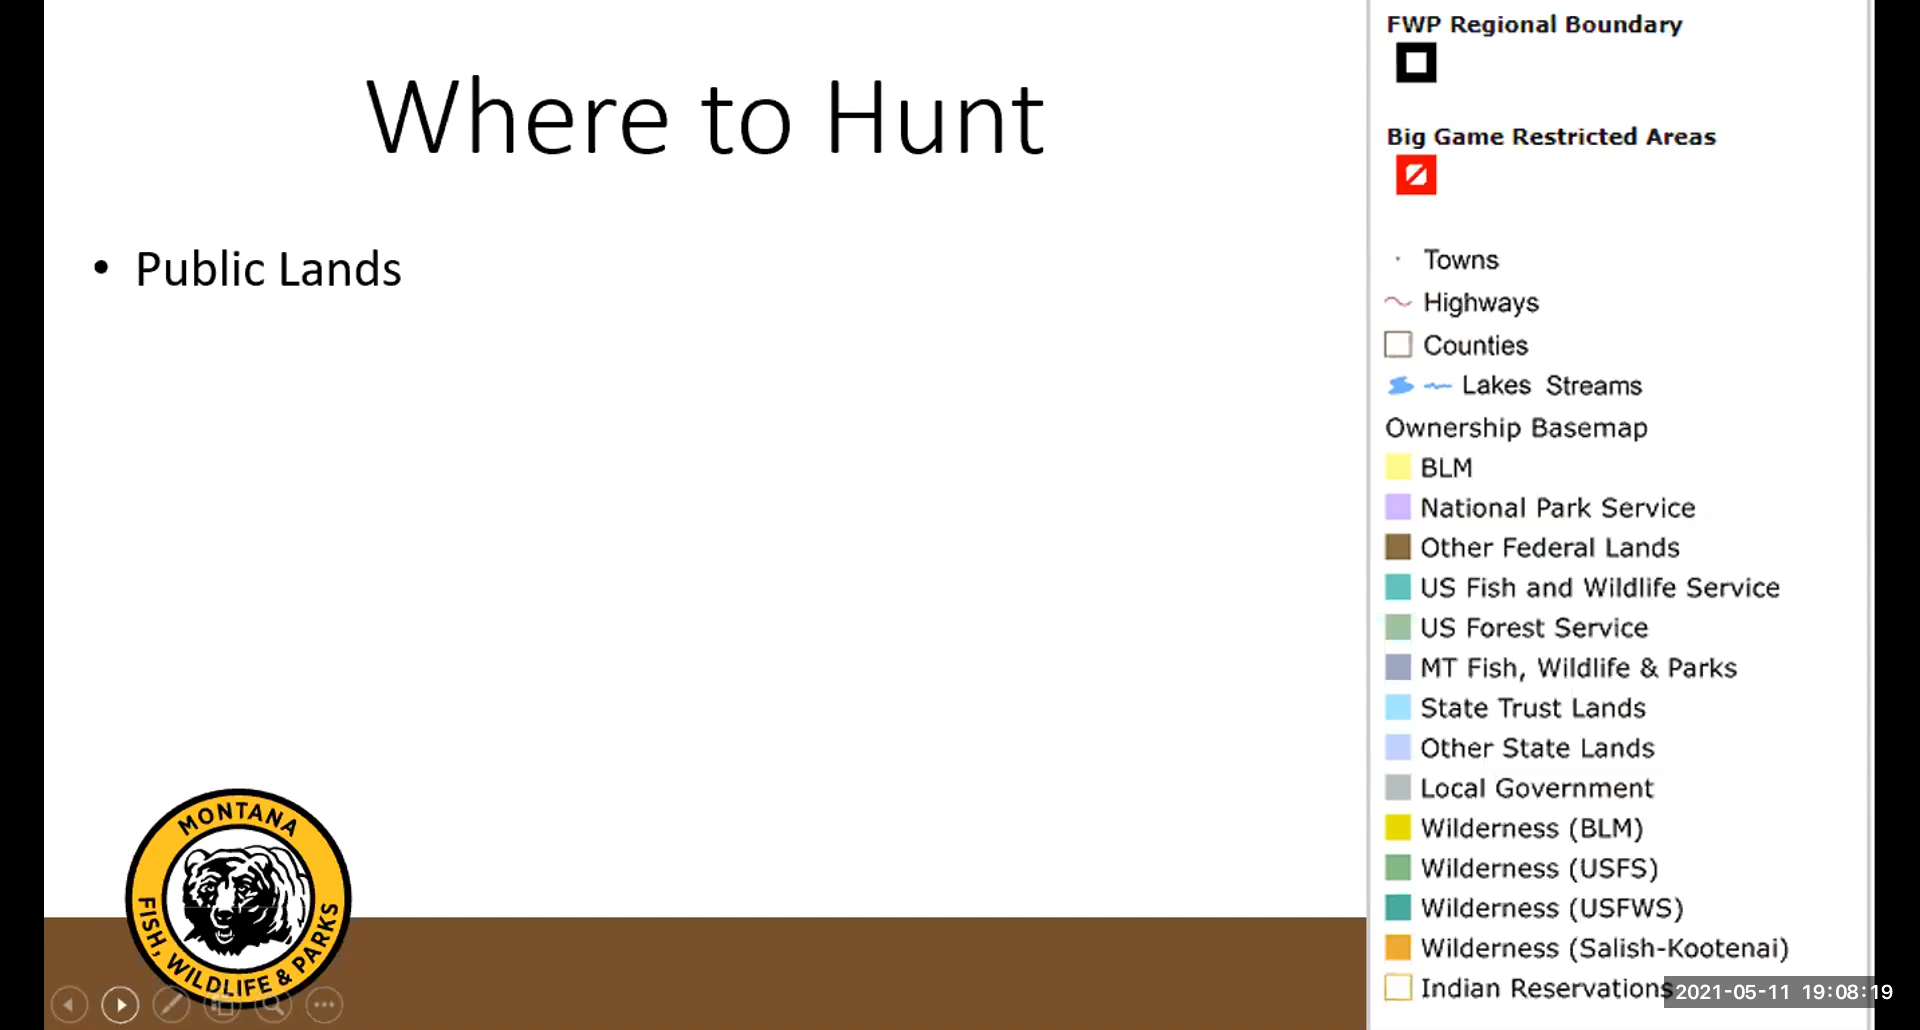 Where to Hunt
• Public Lands
MONTANA
FISH, WILDLIFE & PARKS
FWP Regional Boundary
Big Game Restricted Areas
Towns
Highways
Counties
Lakes Streams
Ownership Basemap
BLM
National Park Service
Other Federal Lands
US Fish and Wildlife Service
US Forest Service
MT Fish, Wildlife & Parks
State Trust Lands
Other State Lands
Local Government
Wilderness (BLM)
Wilderness (USFS)
Wilderness (USFWS)
Wilderness (Salish-Kootenai)
Indian Reservations
2021-05-11 19:08:19